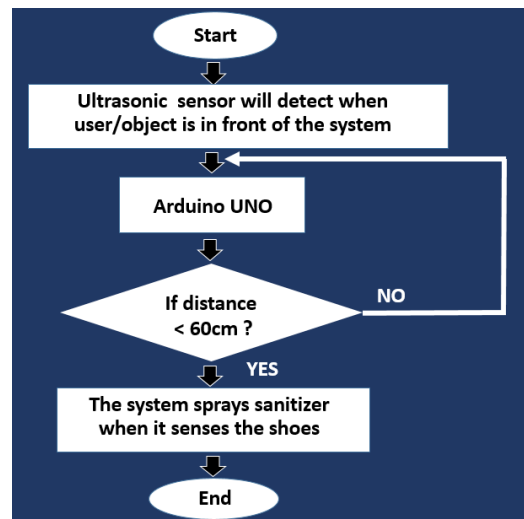 Start
Ultrasonic sensor will detect when
user/object is in front of the system
Arduino UNO
If distance
< 60cm ?
NO
YES
The system sprays sanitizer
when it senses the shoes
End